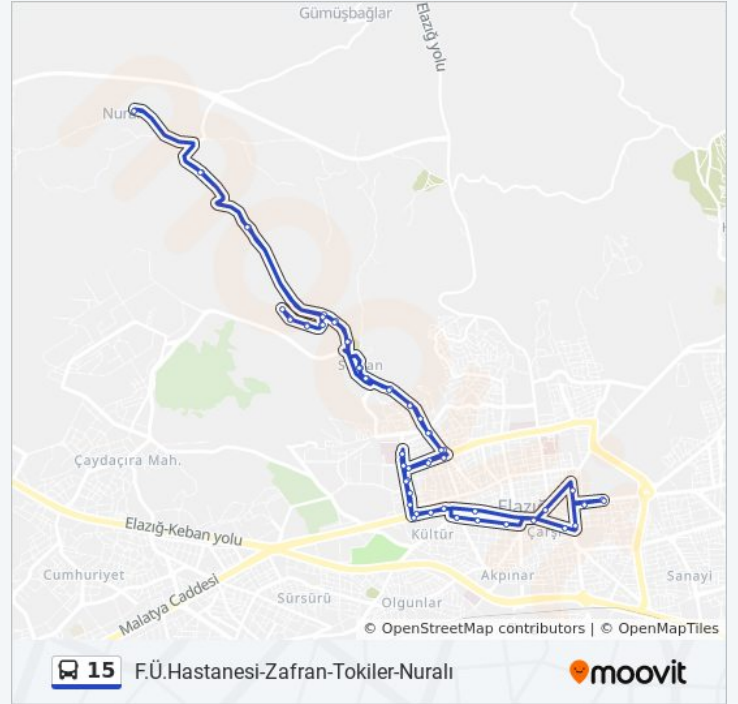 Gümüşbağlar
Elazığ yolu
Nura
Çaydaçıra Mah.
Elazığ-Keban yolu
Kültür
Çarşı
Cumhuriyet
Akpınar
Sanayi
Malatya Caddesi
Sürsürü
Olgunlar
© OpenStreetMap contributors | © OpenMapTiles
15 F.Ü.Hastanesi-Zafran-Tokiler-Nuralı
moovit